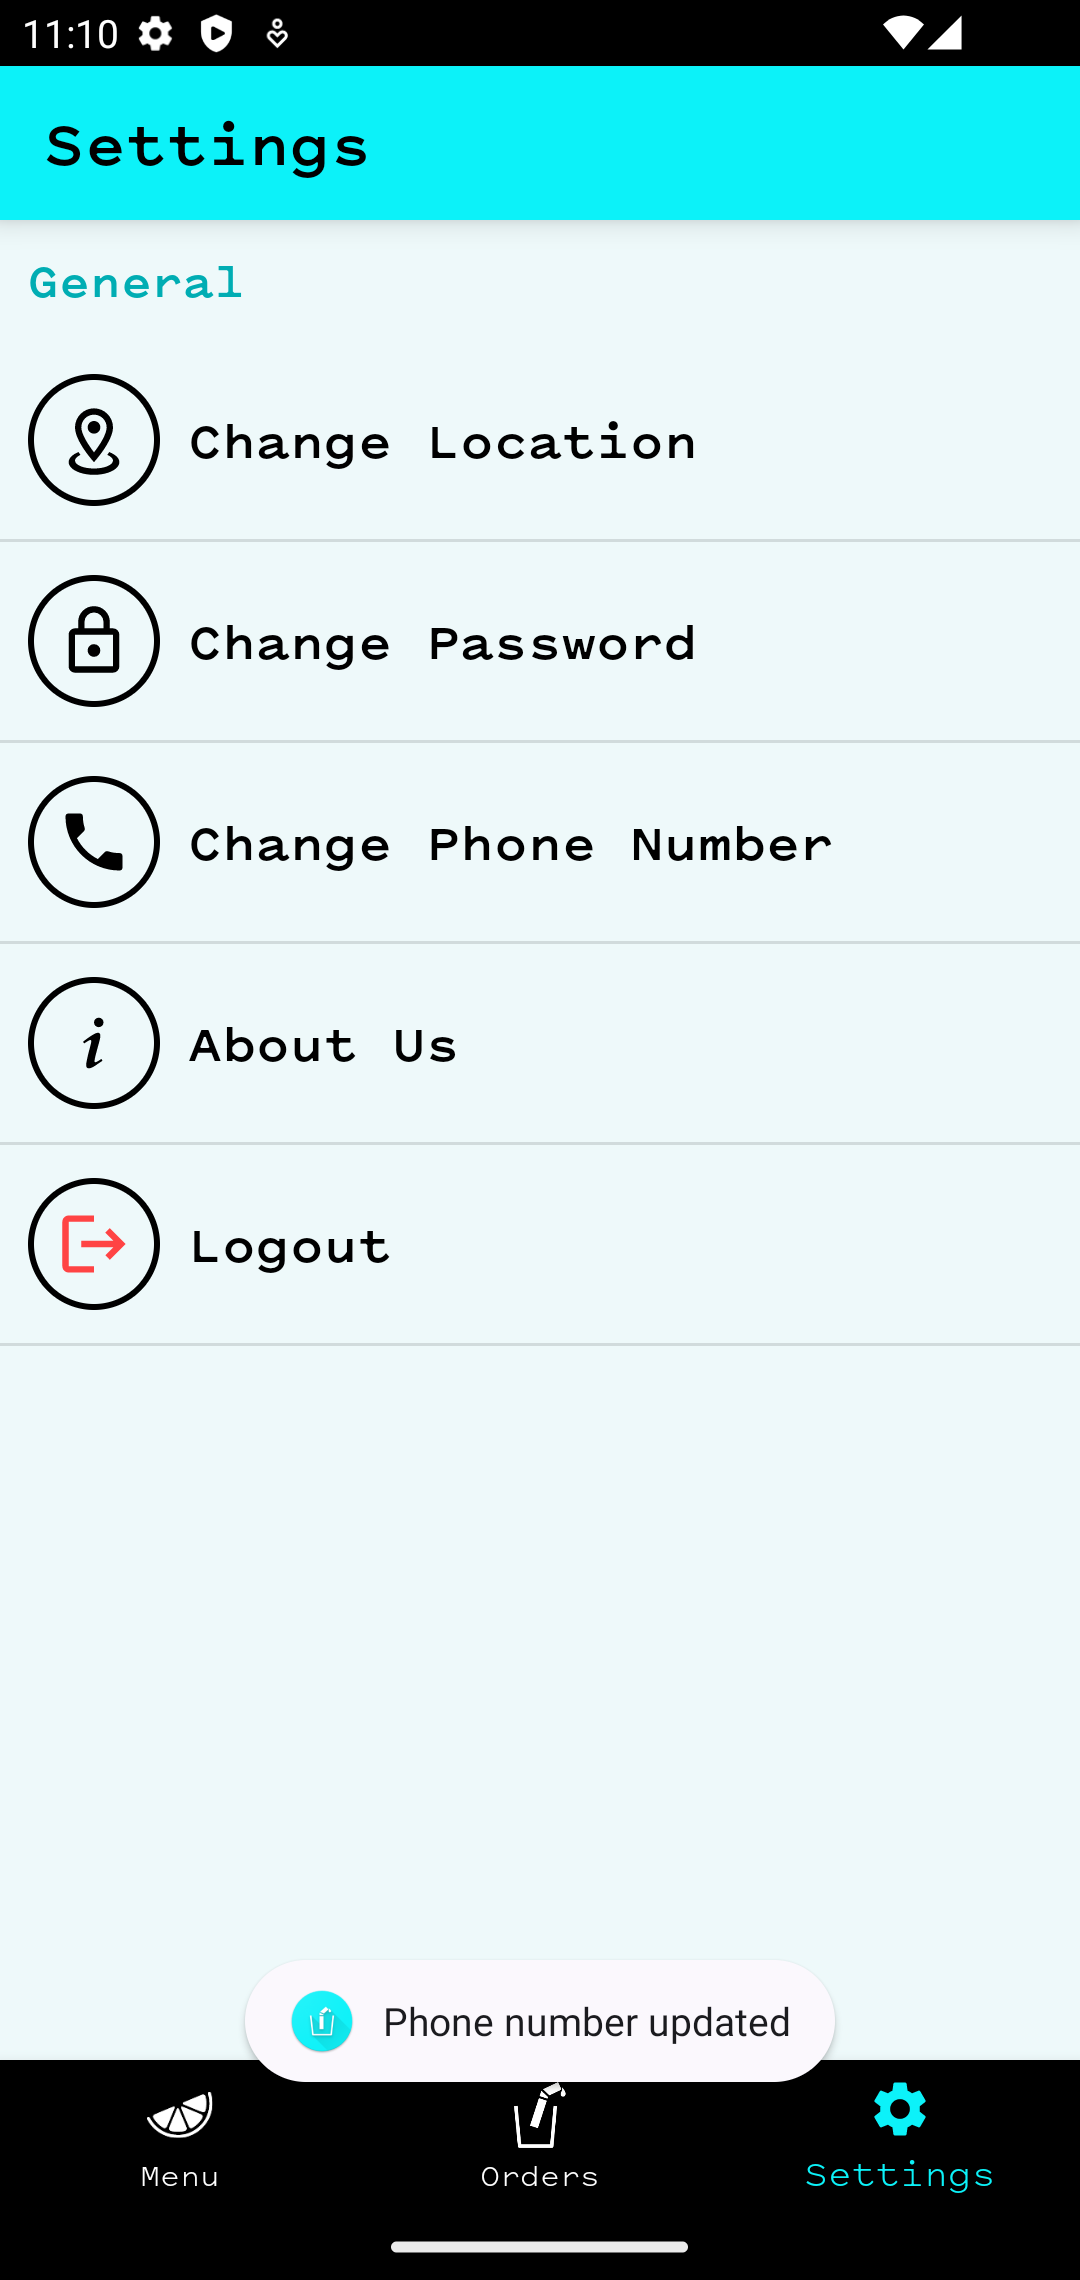 11:10
Settings
General
Change Location
Change Password
Change Phone Number
About Us
Logout
Phone number updated
Menu
Orders
Settings